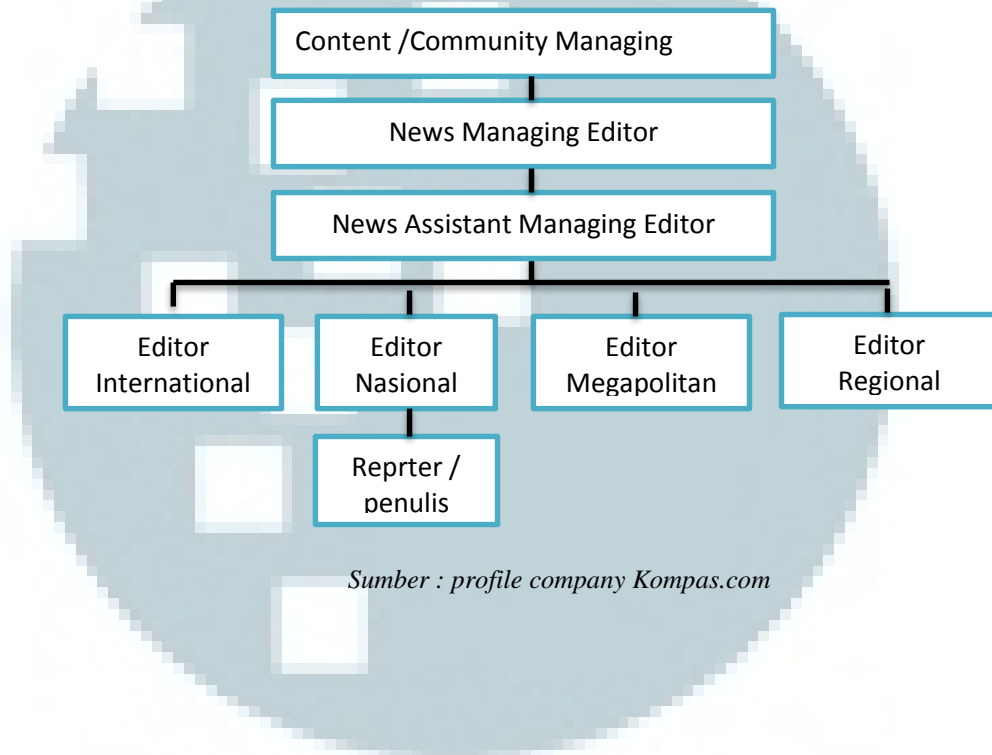 Content /Community Managing
News Managing Editor
News Assistant Managing Editor
Editor
International
Editor
Nasional
Editor
Megapolitan
Editor
Regional
Reprter /
penulis
Sumber : profile company Kompas.com